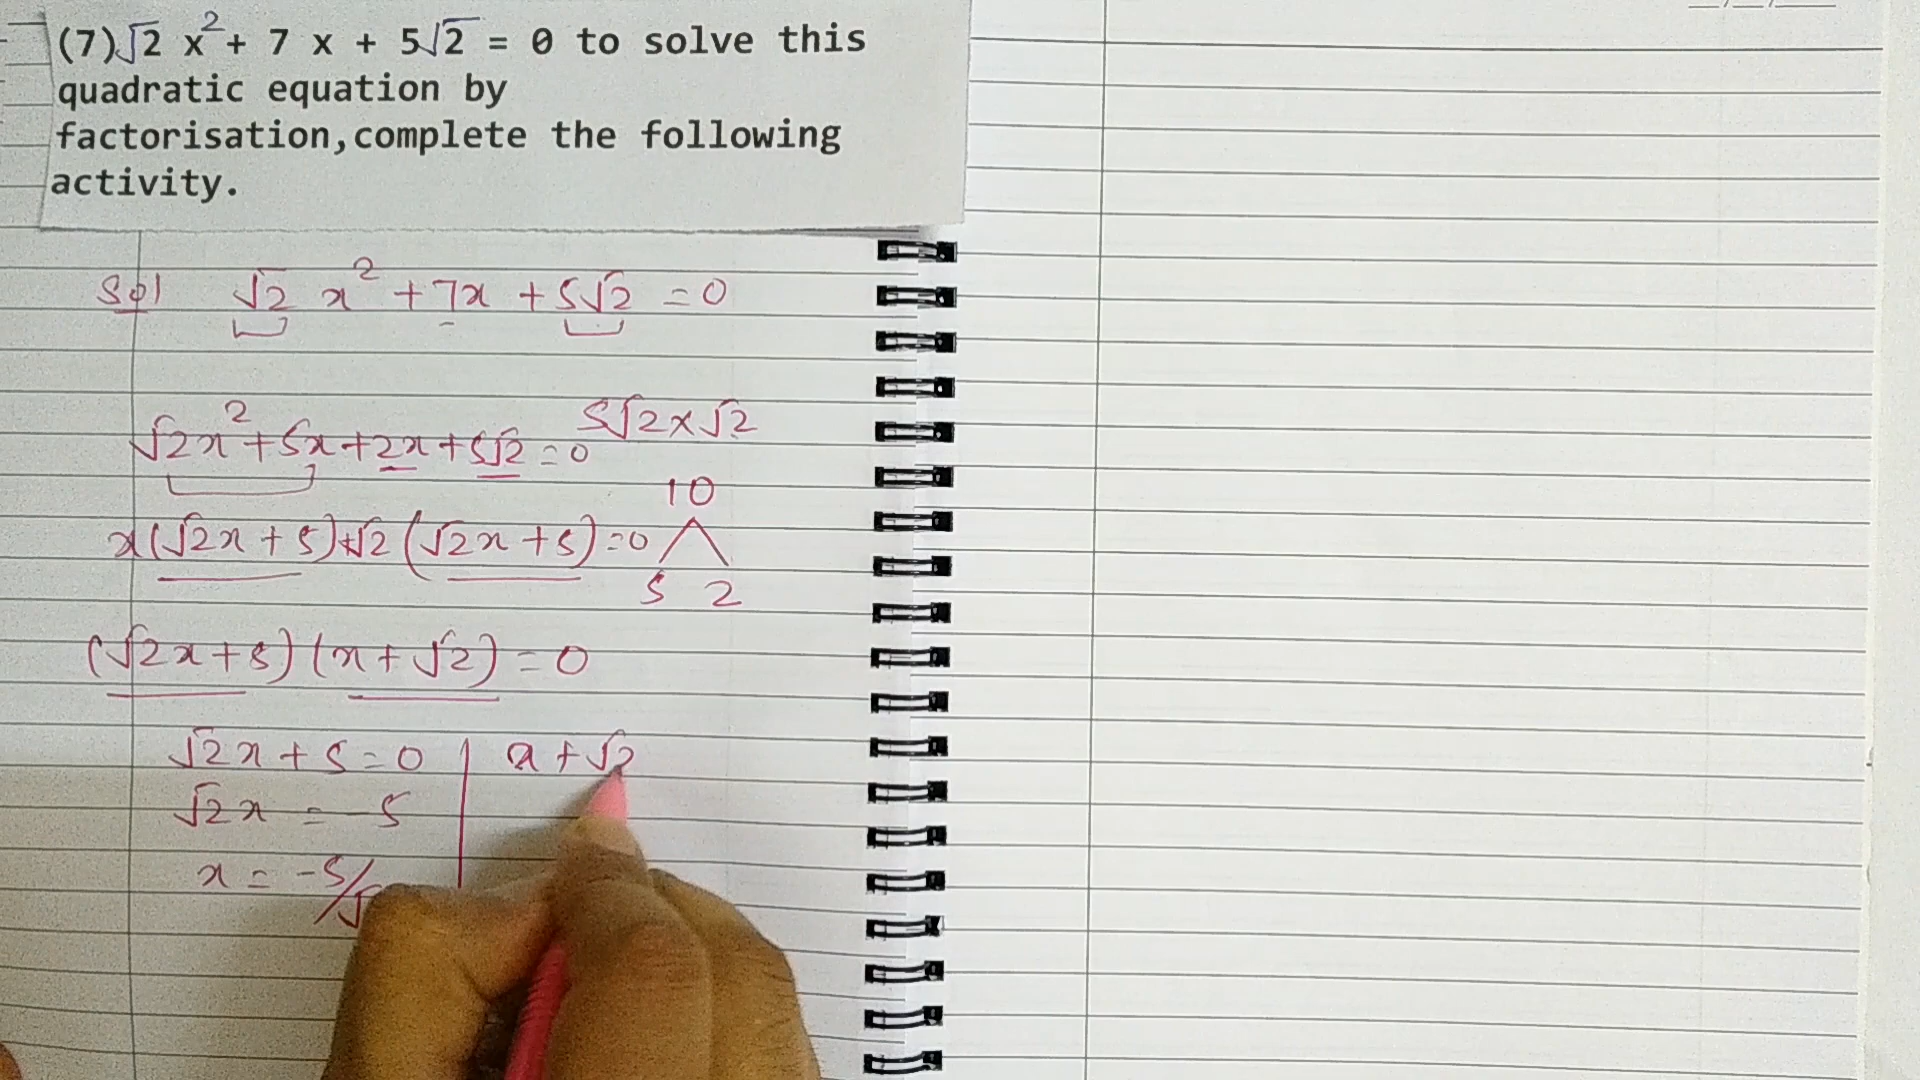 (7)√2 x² + 7 x + 5√2 = 0 to solve this
quadratic equation by
factorisation,complete the following
activity.
Sol √2 x² + 7x + 5√2 = 0
5√2 x √2
√2x² + 5x + 2x + 5√2 = 0
10
x(√2x + 5) + √2 (√2x + 5) = 0
5 2
(√2x + 5) (x + √2) = 0
√2x + 5 = 0 | x + √2
√2x = -5
x = -5/√